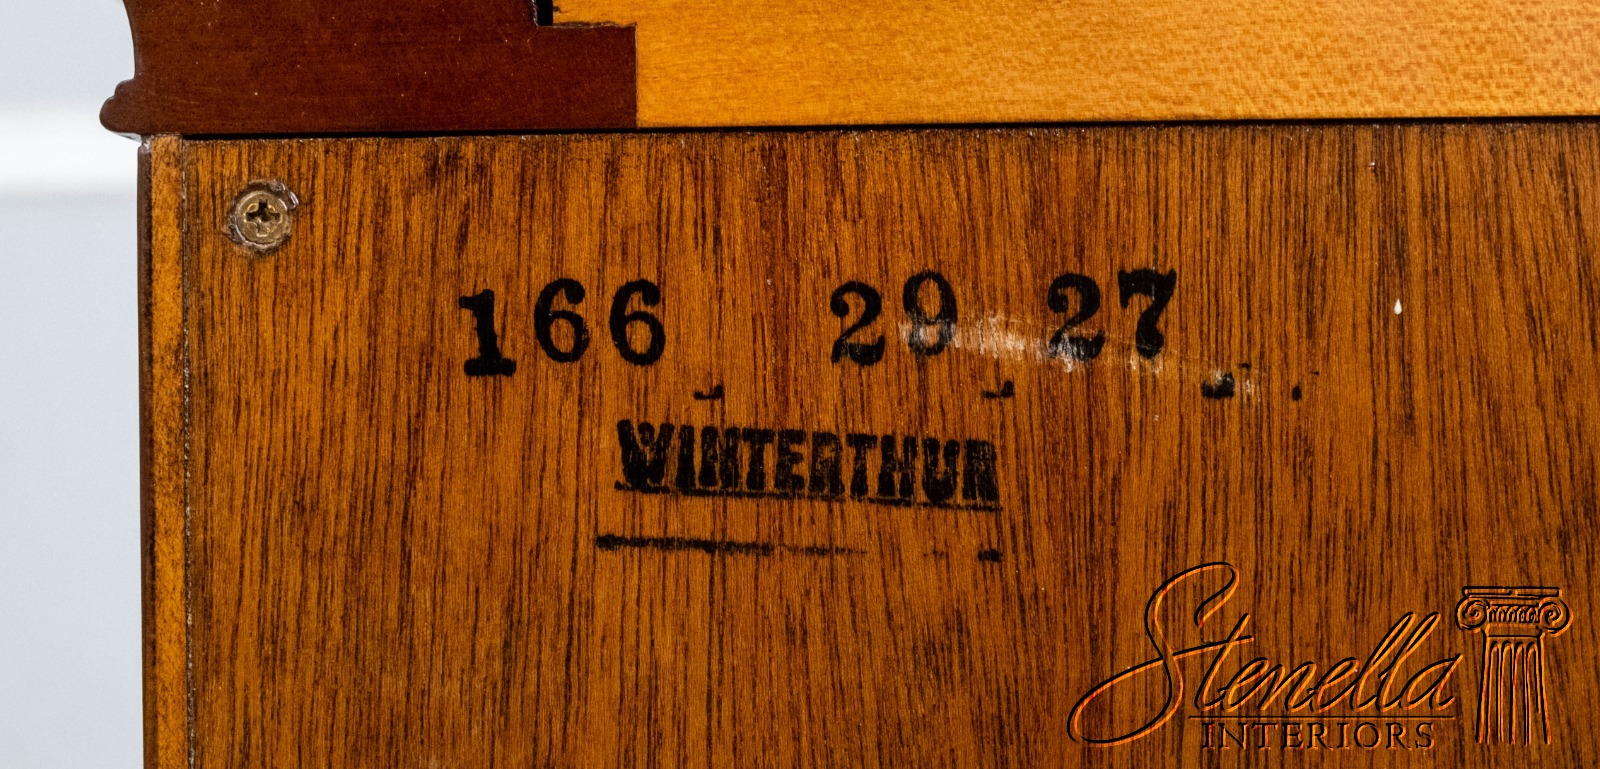 166 29 27
WINTERTHUR
Stenella
INTERIORS